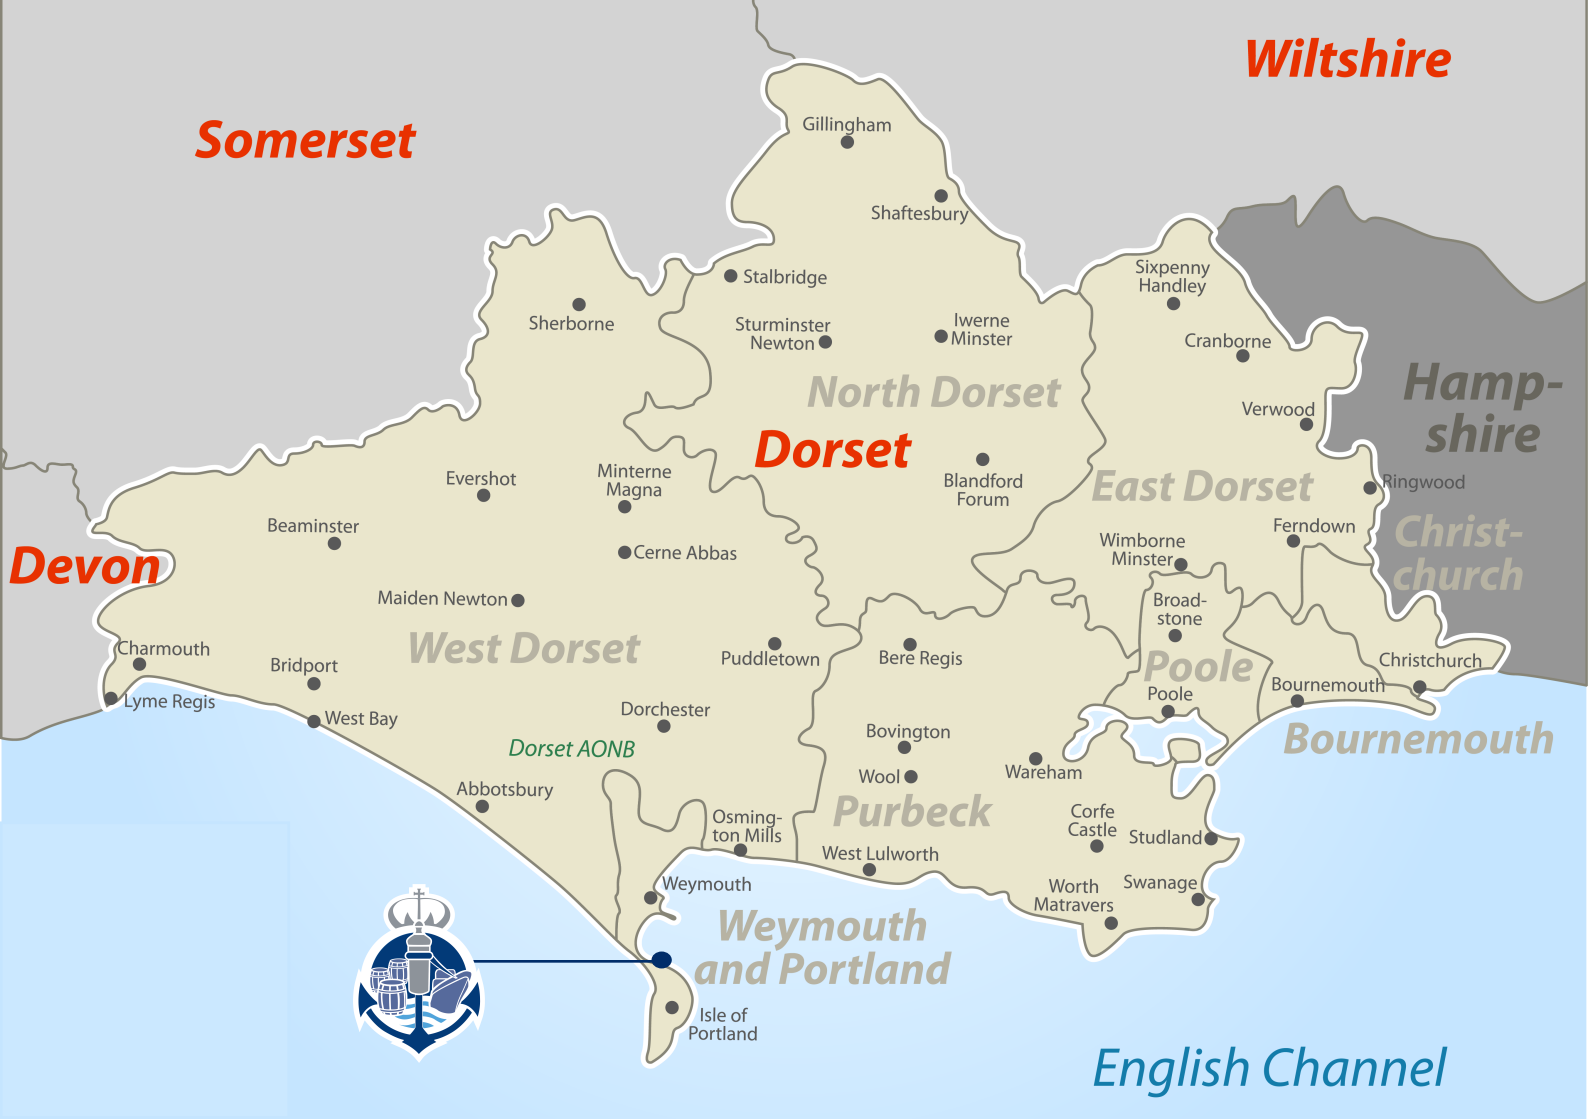 Wiltshire
Somerset
Gillingham
Shaftesbury
Sixpenny
Handley
Stalbridge
Sherborne
Sturminster
Newton
Iwerne
Minster
Cranborne
North Dorset
Hamp-
shire
Verwood
Dorset
Evershot
Minterne
Magna
Blandford
Forum
East Dorset
Ringwood
Beaminster
Cerne Abbas
Wimborne
Minster
Ferndown
Christ-
church
Devon
Maiden Newton
Broad-
stone
Charmouth
West Dorset
Bridport
Puddletown
Bere Regis
Poole
Christchurch
Lyme Regis
West Bay
Dorchester
Poole
Bournemouth
Dorset AONB
Bovington
Bournemouth
Abbotsbury
Wool
Wareham
Purbeck
Osming-
ton Mills
Corfe
Castle
Studland
West Lulworth
Weymouth
Worth
Matravers
Swanage
Weymouth
and Portland
Isle of
Portland
English Channel